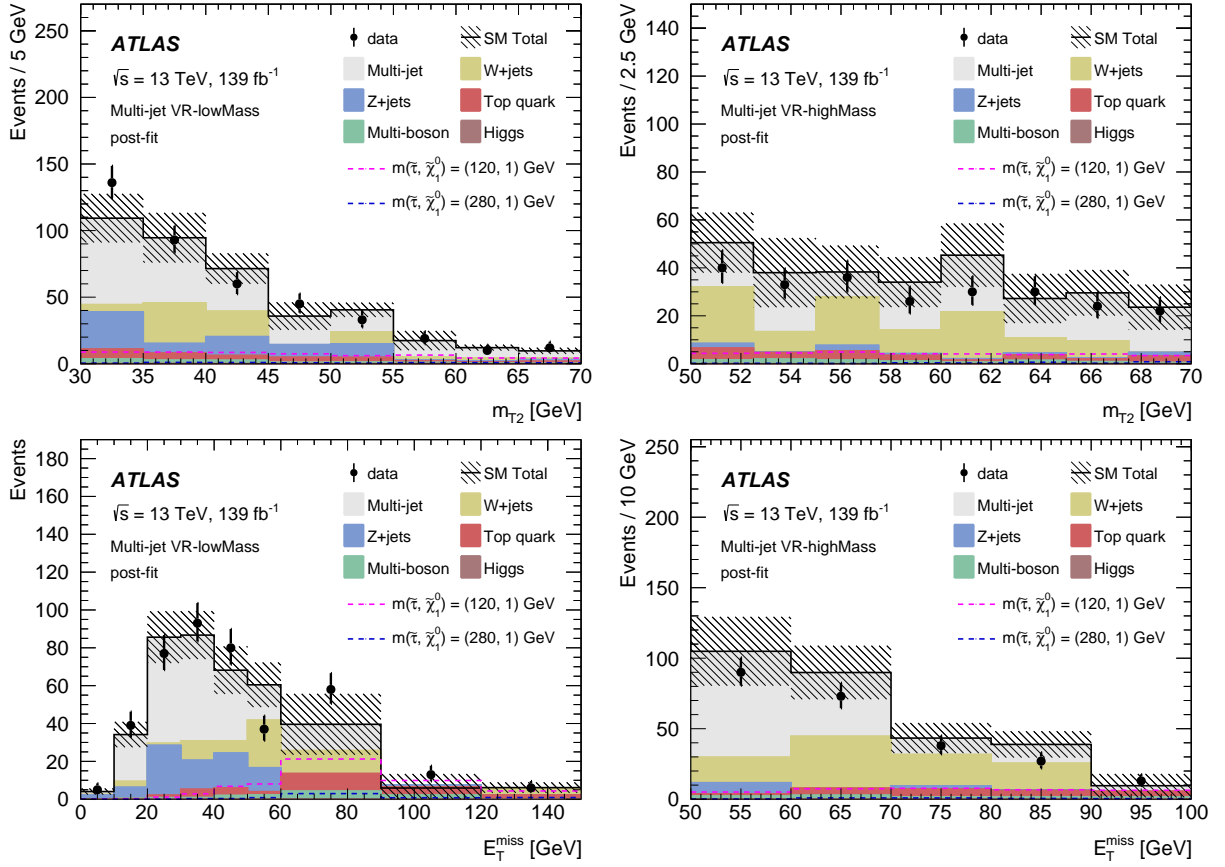 Events / 5 GeV
250
200
150
100
50
0
ATLAS
√s = 13 TeV, 139 fb⁻¹
Multi-jet VR-lowMass
post-fit
data
SM Total
Multi-jet
W+jets
Z+jets
Top quark
Multi-boson
Higgs
m(τ̃, χ̃₁⁰) = (120, 1) GeV
m(τ̃, χ̃₁⁰) = (280, 1) GeV
30 35 40 45 50 55 60 65 70
m_T2 [GeV]
Events / 2.5 GeV
140
120
100
80
60
40
20
0
ATLAS
√s = 13 TeV, 139 fb⁻¹
Multi-jet VR-highMass
post-fit
data
SM Total
Multi-jet
W+jets
Z+jets
Top quark
Multi-boson
Higgs
m(τ̃, χ̃₁⁰) = (120, 1) GeV
m(τ̃, χ̃₁⁰) = (280, 1) GeV
50 52 54 56 58 60 62 64 66 68 70
m_T2 [GeV]
Events
180
160
140
120
100
80
60
40
20
0
ATLAS
√s = 13 TeV, 139 fb⁻¹
Multi-jet VR-lowMass
post-fit
data
SM Total
Multi-jet
W+jets
Z+jets
Top quark
Multi-boson
Higgs
m(τ̃, χ̃₁⁰) = (120, 1) GeV
m(τ̃, χ̃₁⁰) = (280, 1) GeV
0 20 40 60 80 100 120 140
E_T^miss [GeV]
Events / 10 GeV
250
200
150
100
50
0
ATLAS
√s = 13 TeV, 139 fb⁻¹
Multi-jet VR-highMass
post-fit
data
SM Total
Multi-jet
W+jets
Z+jets
Top quark
Multi-boson
Higgs
m(τ̃, χ̃₁⁰) = (120, 1) GeV
m(τ̃, χ̃₁⁰) = (280, 1) GeV
50 55 60 65 70 75 80 85 90 95 100
E_T^miss [GeV]